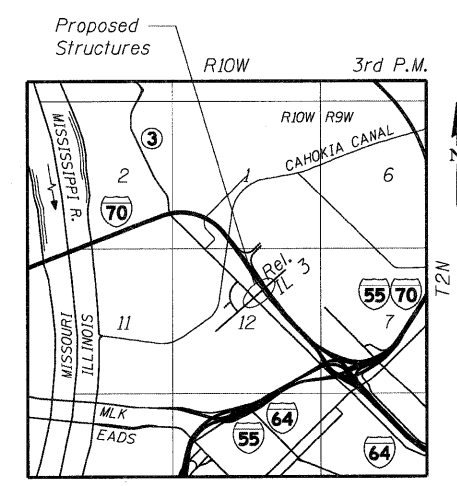 Proposed
Structures
R10W
3rd P.M.
R10W R9W
3
CAHOKIA CANAL
MISSISSIPPI R.
2
1
6
N
70
Rel.
IL 3
T2N
55 70
11
12
7
MISSOURI
ILLINOIS
MLK
EADS
64
55
64